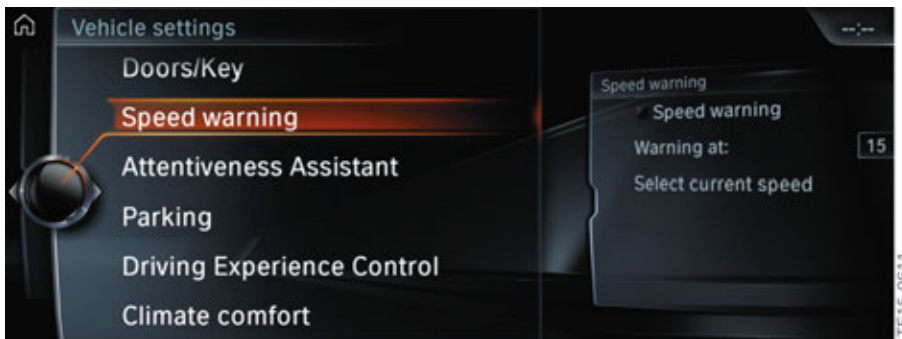 Vehicle settings
--:--
Doors/Key
Speed warning
Attentiveness Assistant
Parking
Driving Experience Control
Climate comfort
Speed warning
Speed warning
Warning at: 15
Select current speed